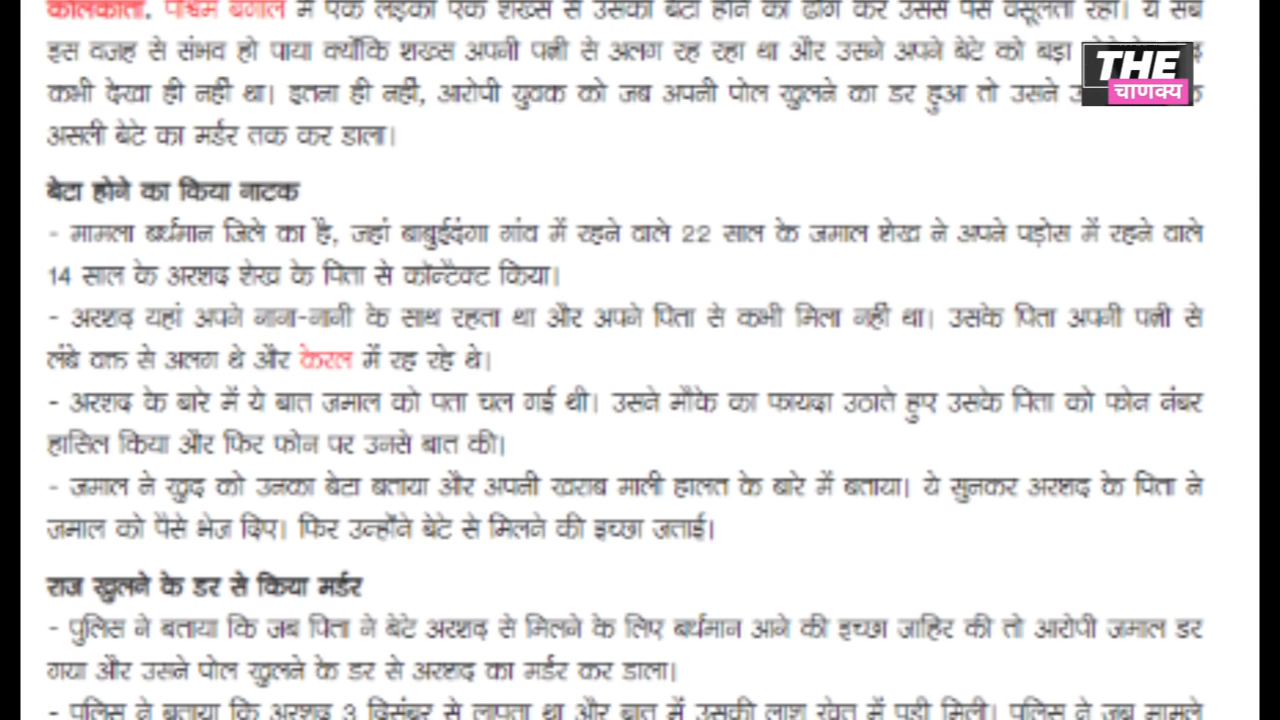 कोलकाता. पश्चिम बंगाल में एक लड़का एक शख्स से उसका बेटा होने का ढोंग कर उससे पैसे वसूलता रहा। ये सब
इस वजह से संभव हो पाया क्योंकि शख्स अपनी पत्नी से अलग रह रहा था और उसने अपने बेटे को बड़ा
THE
चाणक्य
कभी देखा ही नहीं था। इतना ही नहीं, आरोपी युवक को जब अपनी पोल खुलने का डर हुआ तो उसने
असली बेटे का मर्डर तक कर डाला।
बेटा होने का किया नाटक
- मामला बर्धमान जिले का है, जहां बाबुईदंगा गांव में रहने वाले 22 साल के जमाल शेख ने अपने पड़ोस में रहने वाले
14 साल के अरशद शेख के पिता से कॉन्टैक्ट किया।
- अरशद यहां अपने नाना-नानी के साथ रहता था और अपने पिता से कभी मिला नहीं था। उसके पिता अपनी पत्नी से
लंबे वक्त से अलग थे और केरल में रह रहे थे।
- अरशद के बारे में ये बात जमाल को पता चल गई थी। उसने मौके का फायदा उठाते हुए उसके पिता को फोन नंबर
हासिल किया और फिर फोन पर उनसे बात की।
- जमाल ने खुद को उनका बेटा बताया और अपनी खराब माली हालत के बारे में बताया। ये सुनकर अरशद के पिता ने
जमाल को पैसे भेज दिए। फिर उन्होंने बेटे से मिलने की इच्छा जताई।
राज खुलने के डर से किया मर्डर
- पुलिस ने बताया कि जब पिता ने बेटे अरशद से मिलने के लिए बर्धमान आने की इच्छा जाहिर की तो आरोपी जमाल डर
गया और उसने पोल खुलने के डर से अरशद का मर्डर कर डाला।
- पुलिस ने बताया कि अरशद 3 दिसंबर से लापता था और बात में उसकी लाश खेत में पड़ी मिली। पुलिस ने जब मामले